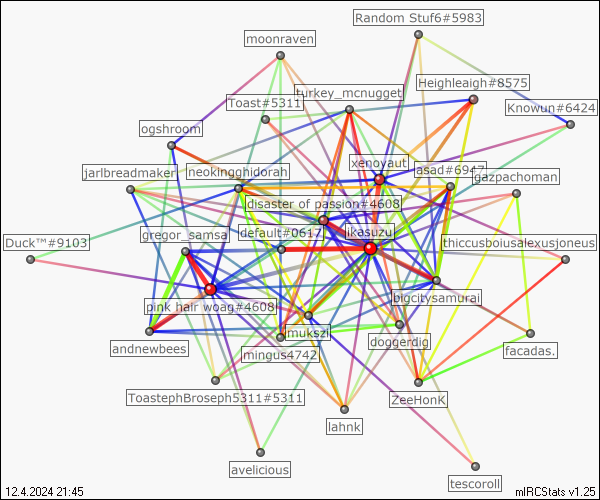 Random Stuf6#5983
moonraven
Heighleaigh#8575
turkey_mcnugget
Toast#5311
Knowun#6424
ogshroom
xenoyaut
asad#6947
jarlbreadmaker
neokingghidorah
gazpachoman
disaster of passion#4608
gregor_samsa
default#0617
ikasuzu
Duck™#9103
thiccusboiusalexusjoneus
pink hair woag#4608
bigcitysamurai
imukszi
andnewbees
mingus4742
doggerdig
facadas.
ToastephBroseph5311#5311
ZeeHonK
lahnk
avelicious
tescoroll
12.4.2024 21:45
mIRCStats v1.25